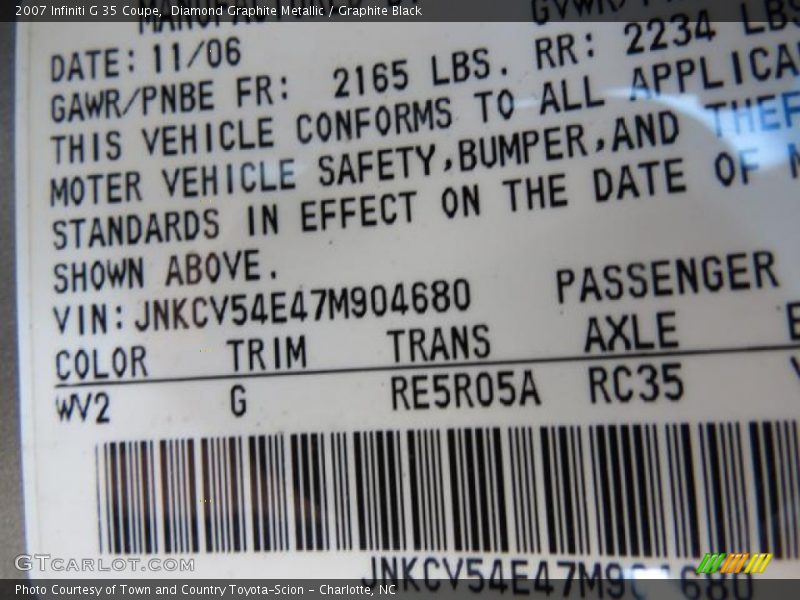 2007 Infiniti G 35 Coupe, Diamond Graphite Metallic / Graphite Black
DATE: 11/06
GAWR/PNBE FR: 2165 LBS. RR: 2234 LBS
THIS VEHICLE CONFORMS TO ALL APPLICA
MOTER VEHICLE SAFETY, BUMPER, AND THEF
STANDARDS IN EFFECT ON THE DATE OF M
SHOWN ABOVE.
VIN: JNKCV54E47M904680 PASSENGER
COLOR TRIM TRANS AXLE E
WV2 G RE5R05A RC35
JNKCV54E47M904680
GTcarlot.com
Photo Courtesy of Town and Country Toyota-Scion - Charlotte, NC